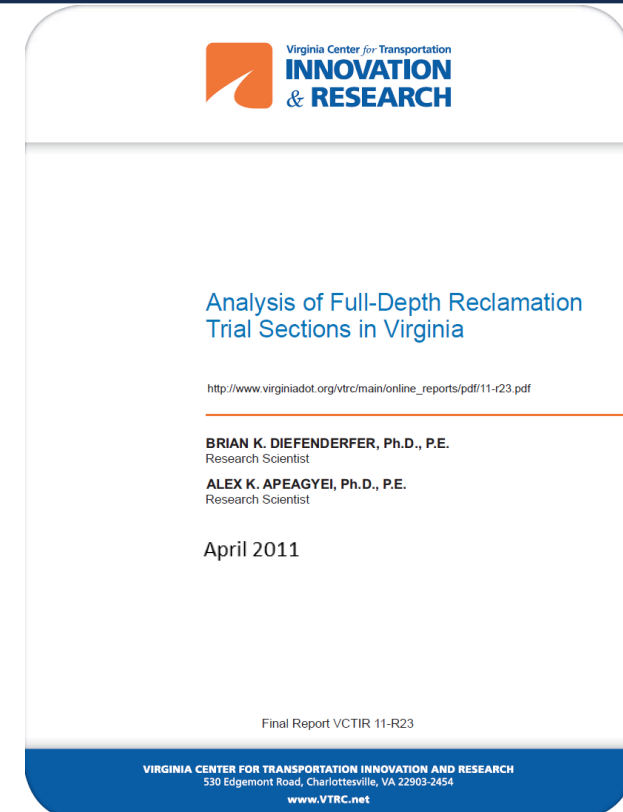 Virginia Center for Transportation
INNOVATION
& RESEARCH
Analysis of Full-Depth Reclamation
Trial Sections in Virginia
http://www.virginiadot.org/vtrc/main/online_reports/pdf/11-r23.pdf
BRIAN K. DIEFENDERFER, Ph.D., P.E.
Research Scientist
ALEX K. APEAGYEI, Ph.D., P.E.
Research Scientist
April 2011
Final Report VCTIR 11-R23
VIRGINIA CENTER FOR TRANSPORTATION INNOVATION AND RESEARCH
530 Edgemont Road, Charlottesville, VA 22903-2454
www.VTRC.net